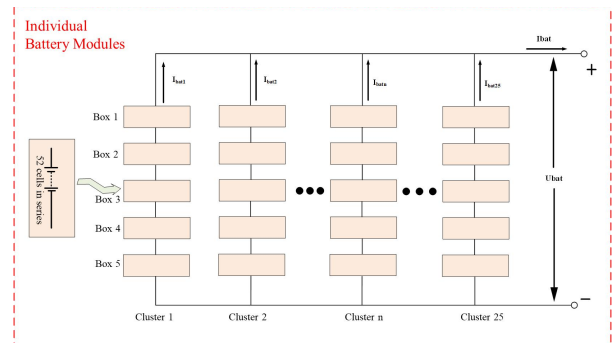 Individual
Battery Modules
Ibat
+
Ibat1
Ibat2
Ibatn
Ibat25
Box 1
Box 2
52 cells in series
Box 3
Ubat
Box 4
Box 5
−
Cluster 1
Cluster 2
Cluster n
Cluster 25